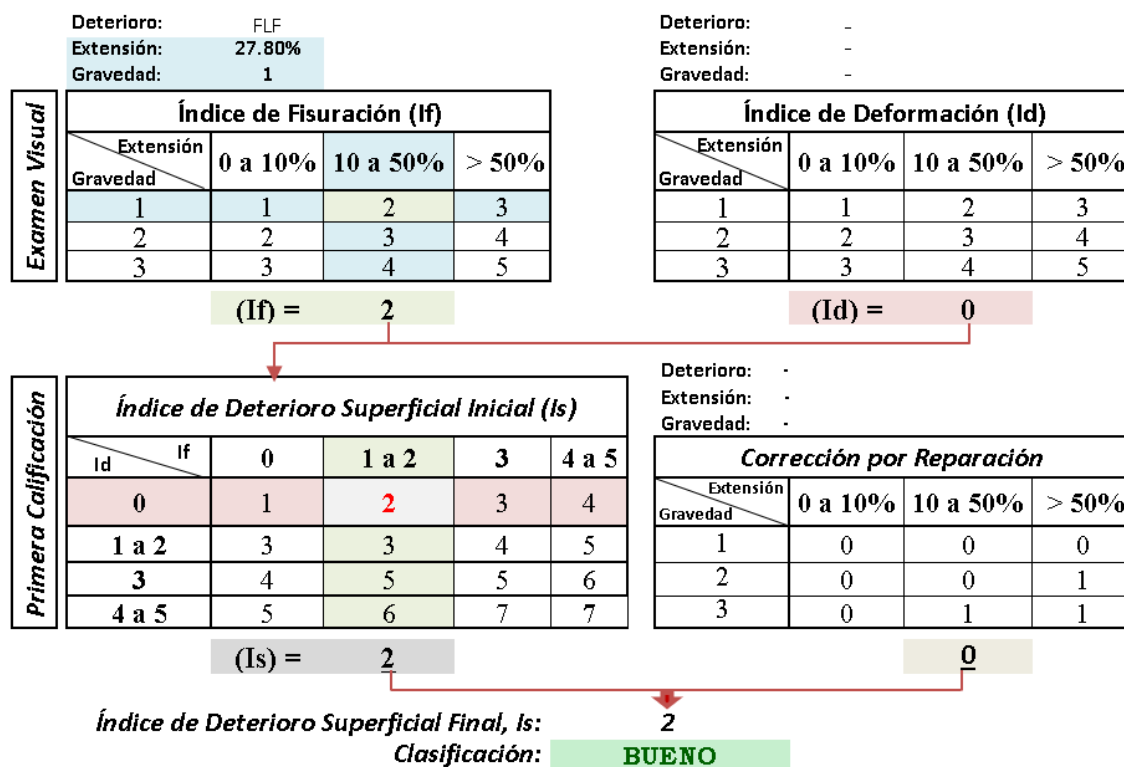 Deterioro: FLF
Extensión: 27.80%
Gravedad: 1
Deterioro: -
Extensión: -
Gravedad: -
Examen Visual
Índice de Fisuración (If)
Extensión
Gravedad
0 a 10% 10 a 50% > 50%
1 1 2 3
2 2 3 4
3 3 4 5
(If) = 2
Índice de Deformación (Id)
Extensión
Gravedad
0 a 10% 10 a 50% > 50%
1 1 2 3
2 2 3 4
3 3 4 5
(Id) = 0
Primera Calificación
Índice de Deterioro Superficial Inicial (Is)
If
Id
0 1 a 2 3 4 a 5
0 1 2 3 4
1 a 2 3 3 4 5
3 4 5 5 6
4 a 5 5 6 7 7
(Is) = 2
Deterioro: -
Extensión: -
Gravedad: -
Corrección por Reparación
Extensión
Gravedad
0 a 10% 10 a 50% > 50%
1 0 0 0
2 0 0 1
3 0 1 1
0
Índice de Deterioro Superficial Final, Is: 2
Clasificación: BUENO